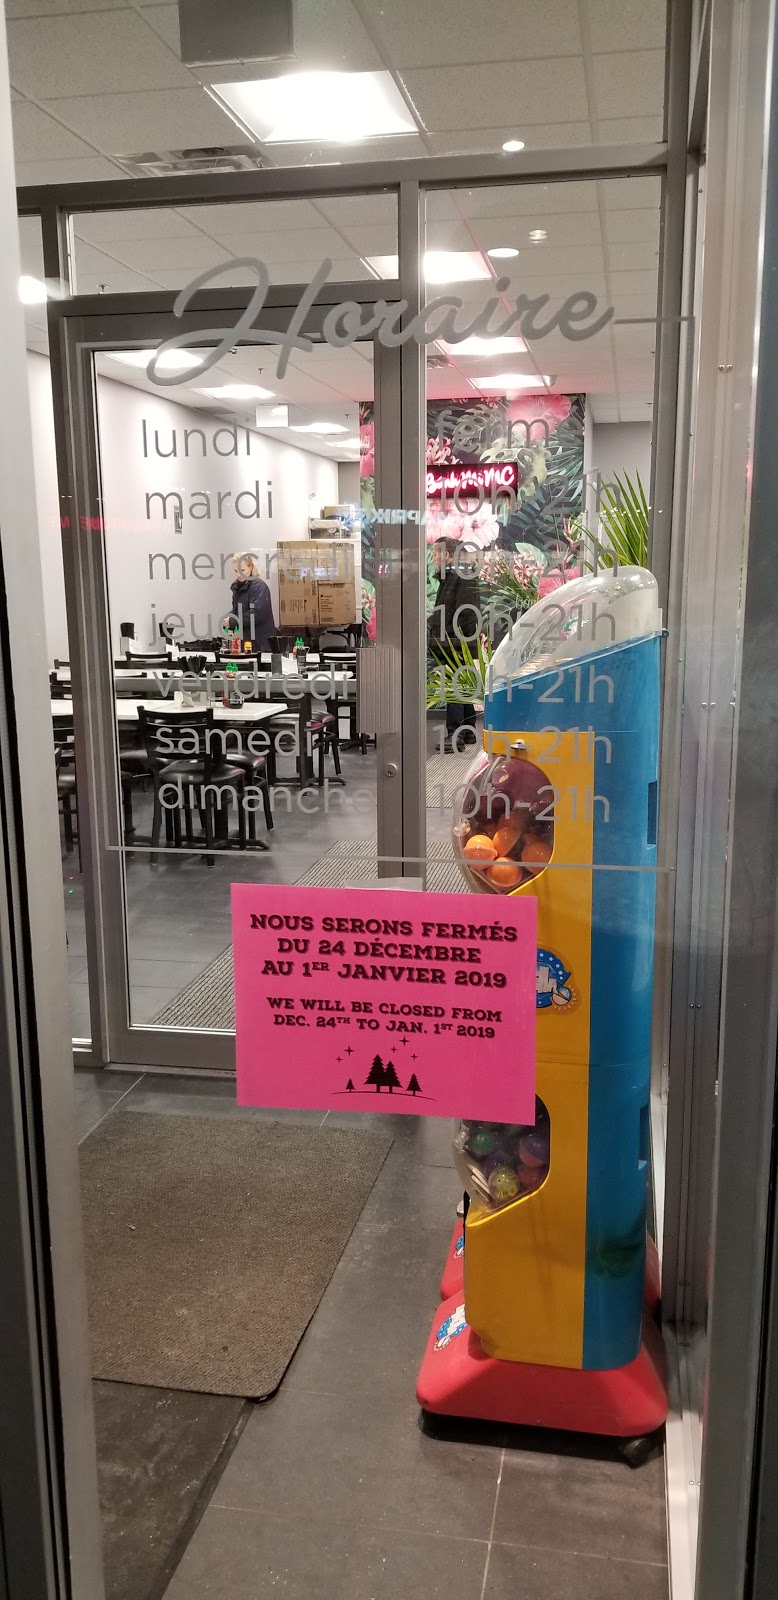 Horaire
lundi ferm
mardi 10h-21h
mercredi 10h-21h
jeudi 10h-21h
vendredi 10h-21h
samedi 10h-21h
dimanche 10h-21h
NOUS SERONS FERMÉS
DU 24 DÉCEMBRE
AU 1ER JANVIER 2019
WE WILL BE CLOSED FROM
DEC. 24TH TO JAN. 1ST 2019